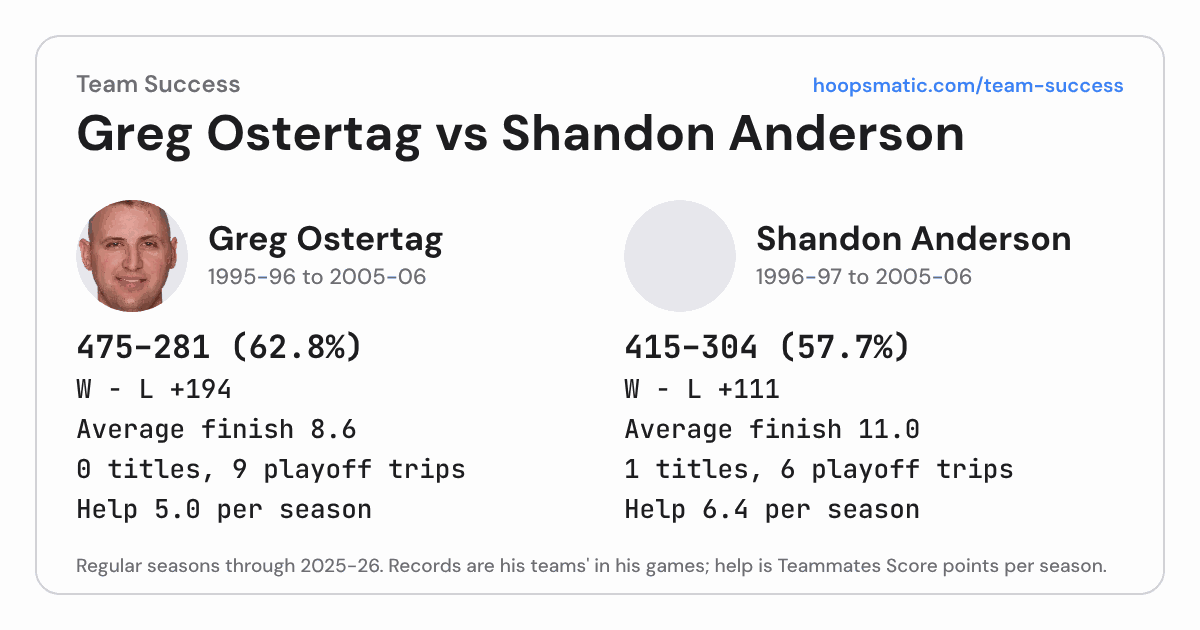 Team Success
hoopsmatic.com/team-success
Greg Ostertag vs Shandon Anderson
Greg Ostertag
1995–96 to 2005–06
475–281 (62.8%)
W - L +194
Average finish 8.6
0 titles, 9 playoff trips
Help 5.0 per season
Shandon Anderson
1996–97 to 2005–06
415–304 (57.7%)
W - L +111
Average finish 11.0
1 titles, 6 playoff trips
Help 6.4 per season
Regular seasons through 2025-26. Records are his teams' in his games; help is Teammates Score points per season.